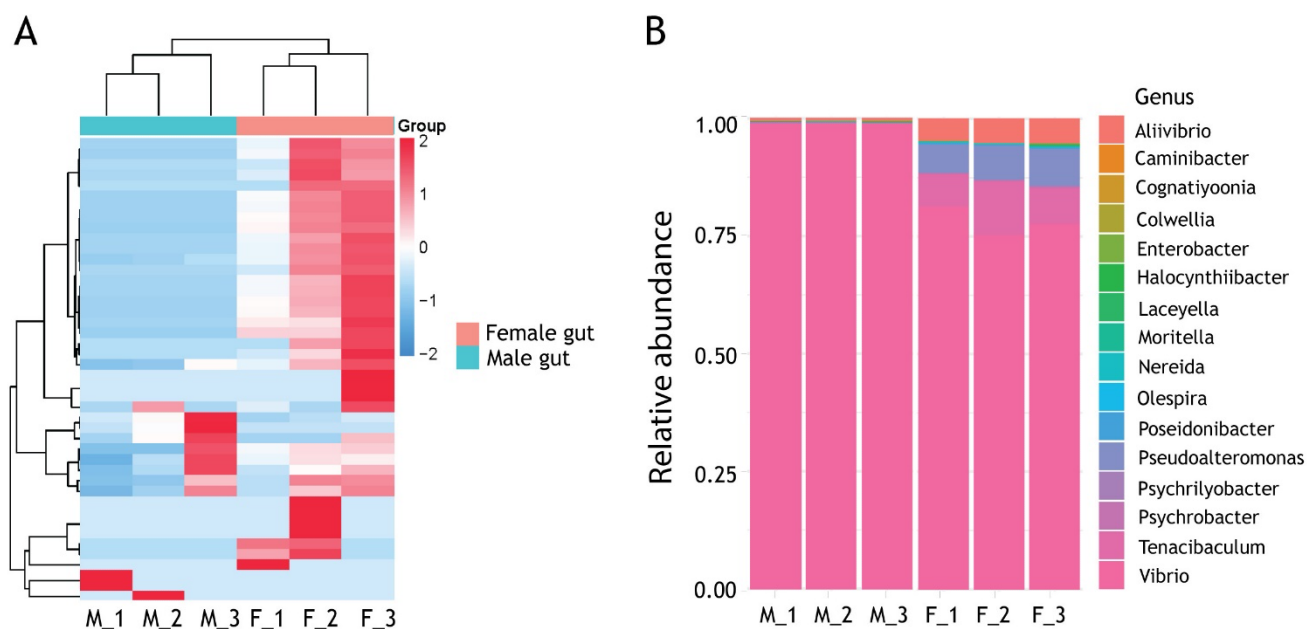 A
Group
2
1
0
−1
−2
Female gut
Male gut
M_1 M_2 M_3 F_1 F_2 F_3
B
Relative abundance
1.00
0.75
0.50
0.25
0.00
M_1 M_2 M_3 F_1 F_2 F_3
Genus
Aliivibrio
Caminibacter
Cognatiyoonia
Colwellia
Enterobacter
Halocynthiibacter
Laceyella
Moritella
Nereida
Olespira
Poseidonibacter
Pseudoalteromonas
Psychrilyobacter
Psychrobacter
Tenacibaculum
Vibrio